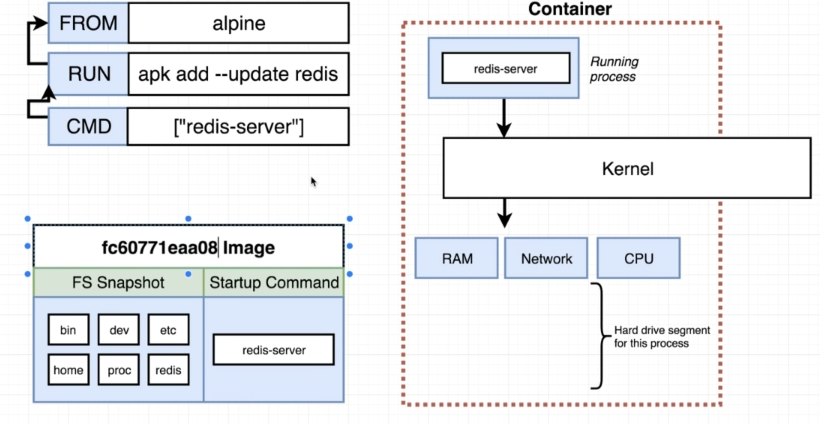 FROM alpine
RUN apk add --update redis
CMD ["redis-server"]
fc60771eaa08 Image
FS Snapshot Startup Command
bin dev etc
home proc redis
redis-server
Container
redis-server
Running
process
Kernel
RAM Network CPU
Hard drive segment
for this process